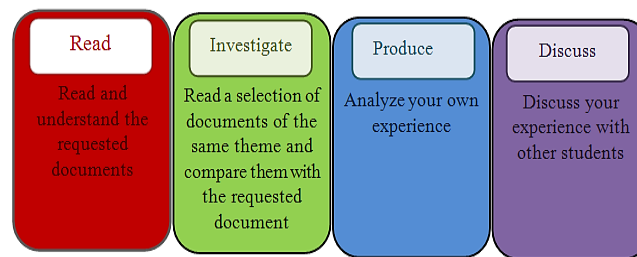 Read
Read and
understand the
requested
documents
Investigate
Read a selection of
documents of the
same theme and
compare them with
the requested
document
Produce
Analyze your own
experience
Discuss
Discuss your
experience with
other students